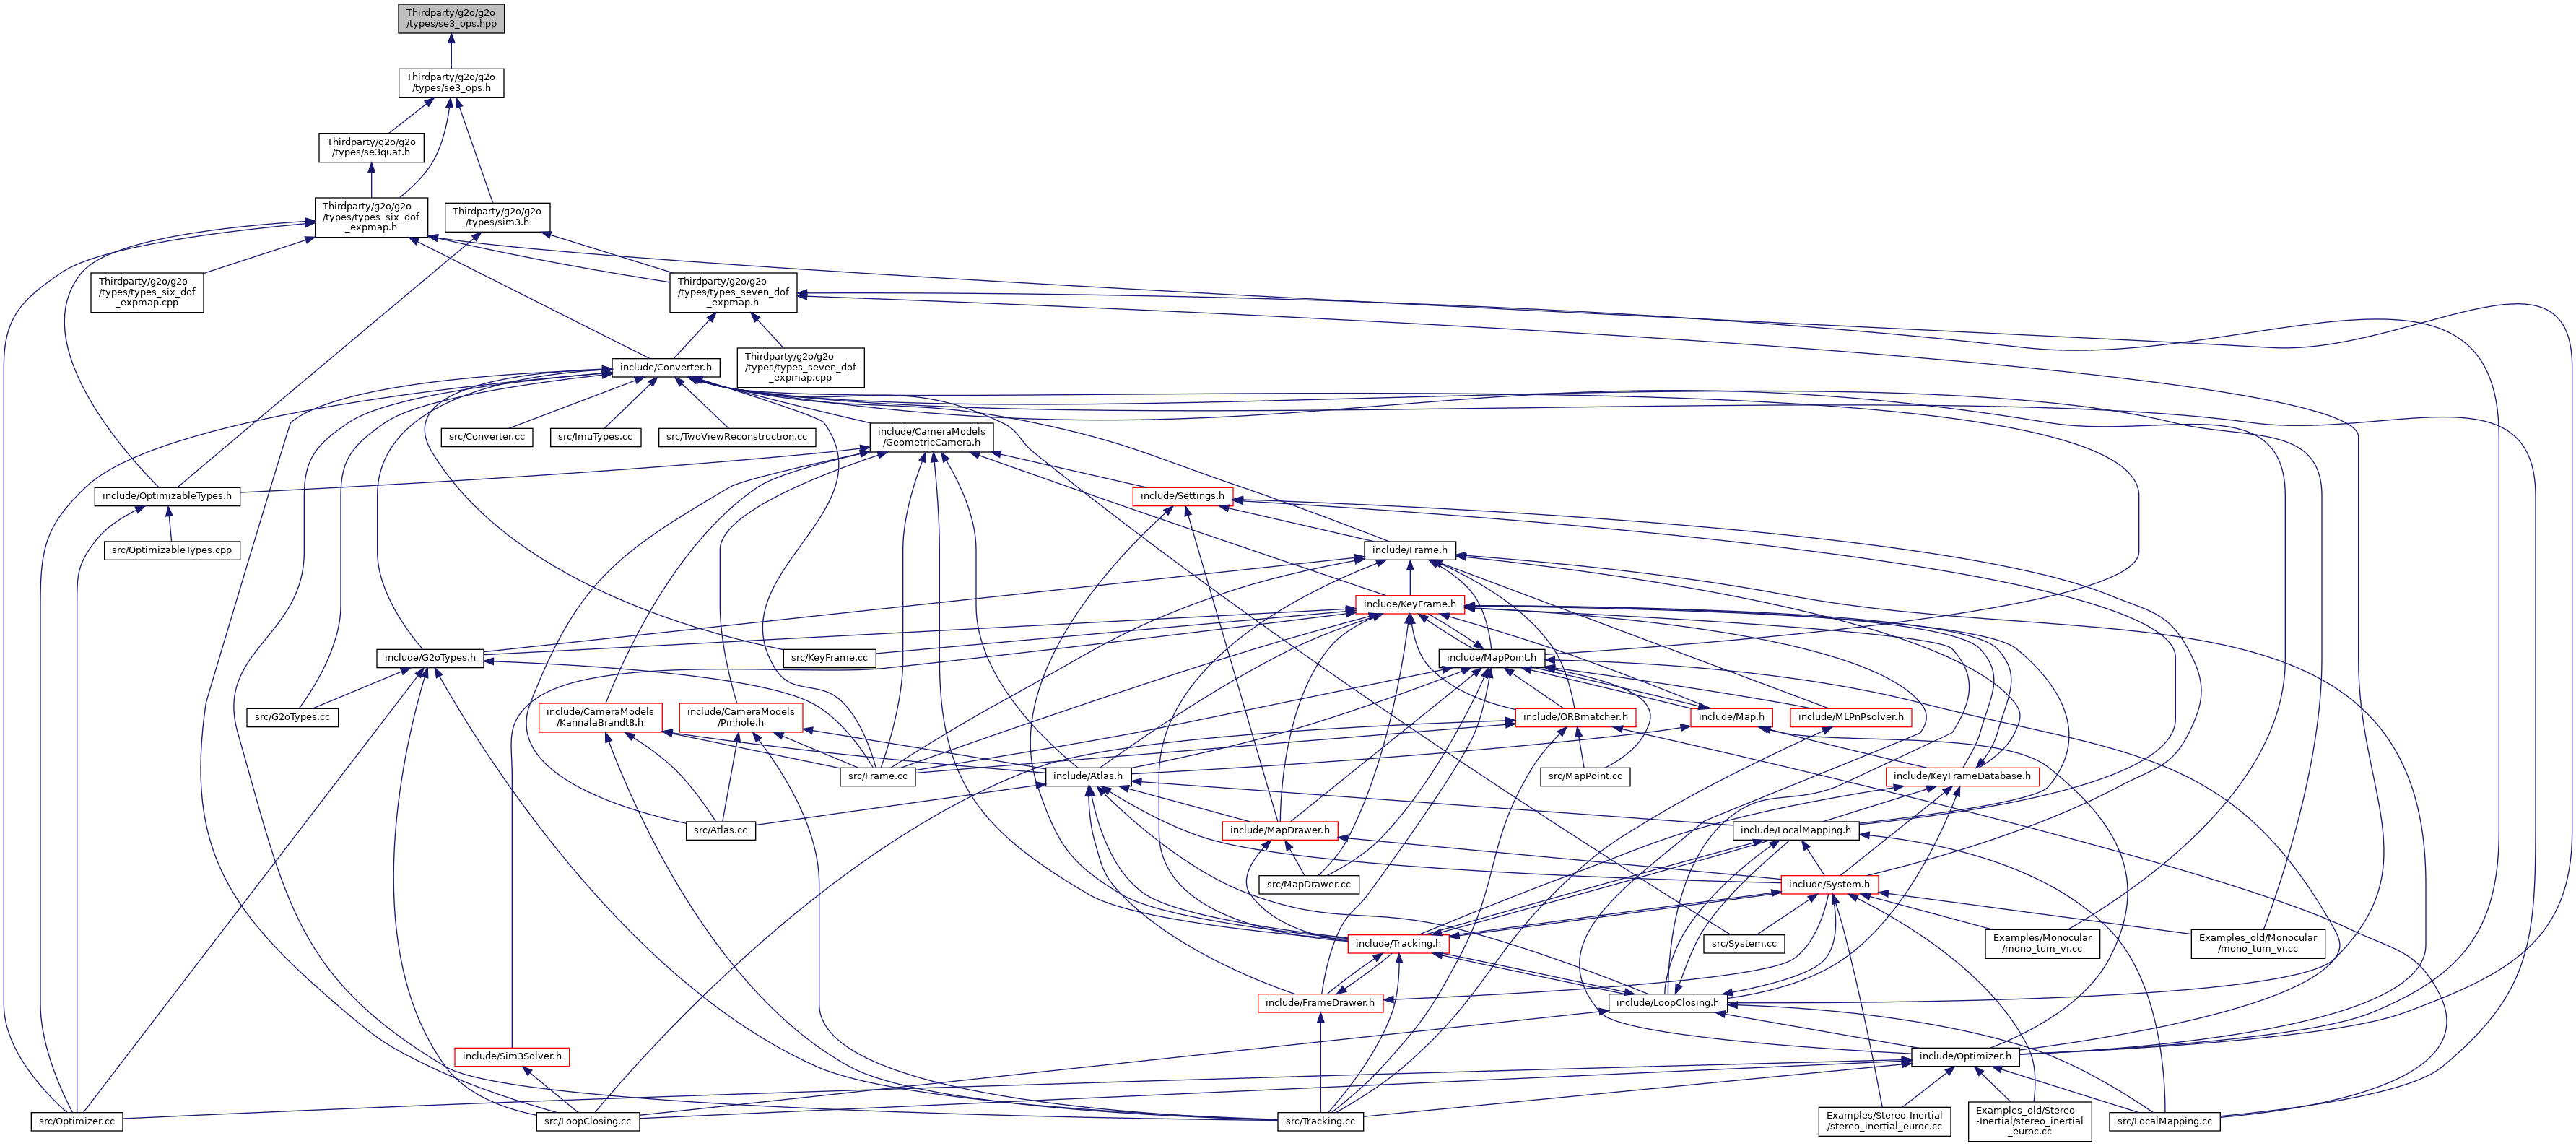 Thirdparty/g2o/g2o
/types/se3_ops.hpp
Thirdparty/g2o/g2o
/types/se3_ops.h
Thirdparty/g2o/g2o
/types/se3quat.h
Thirdparty/g2o/g2o
/types/types_six_dof
_expmap.h
Thirdparty/g2o/g2o
/types/sim3.h
Thirdparty/g2o/g2o
/types/types_six_dof
_expmap.cpp
Thirdparty/g2o/g2o
/types/types_seven_dof
_expmap.h
include/Converter.h
Thirdparty/g2o/g2o
/types/types_seven_dof
_expmap.cpp
src/Converter.cc
src/ImuTypes.cc
src/TwoViewReconstruction.cc
include/CameraModels
/GeometricCamera.h
include/OptimizableTypes.h
include/Settings.h
src/OptimizableTypes.cpp
include/Frame.h
include/KeyFrame.h
include/G2oTypes.h
src/KeyFrame.cc
include/MapPoint.h
src/G2oTypes.cc
include/CameraModels
/KannalaBrandt8.h
include/CameraModels
/Pinhole.h
include/ORBmatcher.h
include/Map.h
include/MLPnPsolver.h
src/Frame.cc
include/Atlas.h
src/MapPoint.cc
include/KeyFrameDatabase.h
src/Atlas.cc
include/MapDrawer.h
include/LocalMapping.h
src/MapDrawer.cc
include/System.h
include/Tracking.h
src/System.cc
Examples/Monocular
/mono_tum_vi.cc
Examples_old/Monocular
/mono_tum_vi.cc
include/FrameDrawer.h
include/LoopClosing.h
include/Sim3Solver.h
include/Optimizer.h
src/Optimizer.cc
src/LoopClosing.cc
src/Tracking.cc
Examples/Stereo-Inertial
/stereo_inertial_euroc.cc
Examples_old/Stereo
-Inertial/stereo_inertial
_euroc.cc
src/LocalMapping.cc